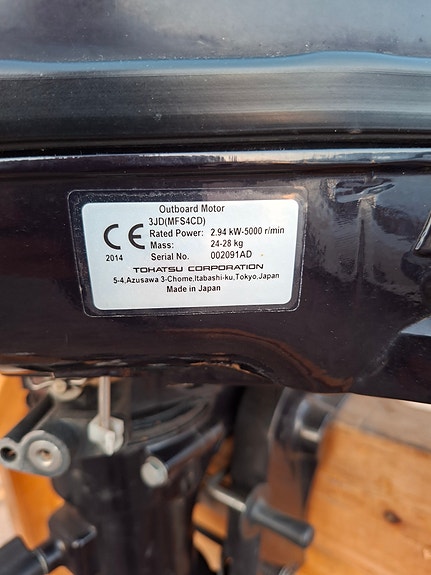 Outboard Motor
3JD(MFS4CD)
CE Rated Power: 2.94 kW-5000 r/min
Mass: 24-28 kg
2014 Serial No. 002091AD
TOHATSU CORPORATION
5-4,Azusawa 3-Chome,Itabashi-ku,Tokyo,Japan
Made in Japan